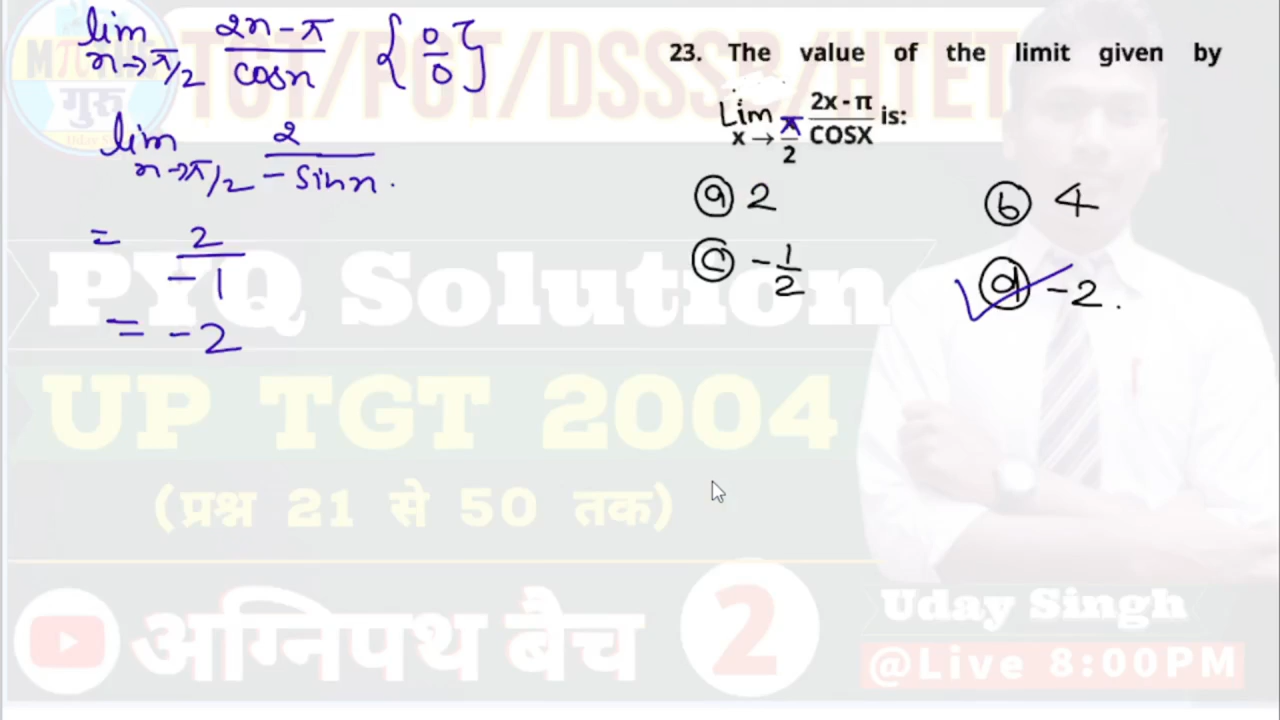 lim x→π/2 2x-π/cosx {0/0}
lim x→π/2 2/-sinx.
= 2/-1
= -2
23. The value of the limit given by
Lim x→π/2 2x-π/COSX is:
ⓐ 2
ⓑ 4
ⓒ -1/2
ⓓ -2.
TGT/PGT/DSSSB/HTET
गुरु
PYQ Solution
UP TGT 2004
(प्रश्न 21 से 50 तक)
अग्निपथ बैच 2
Uday Singh
@Live 8:00PM